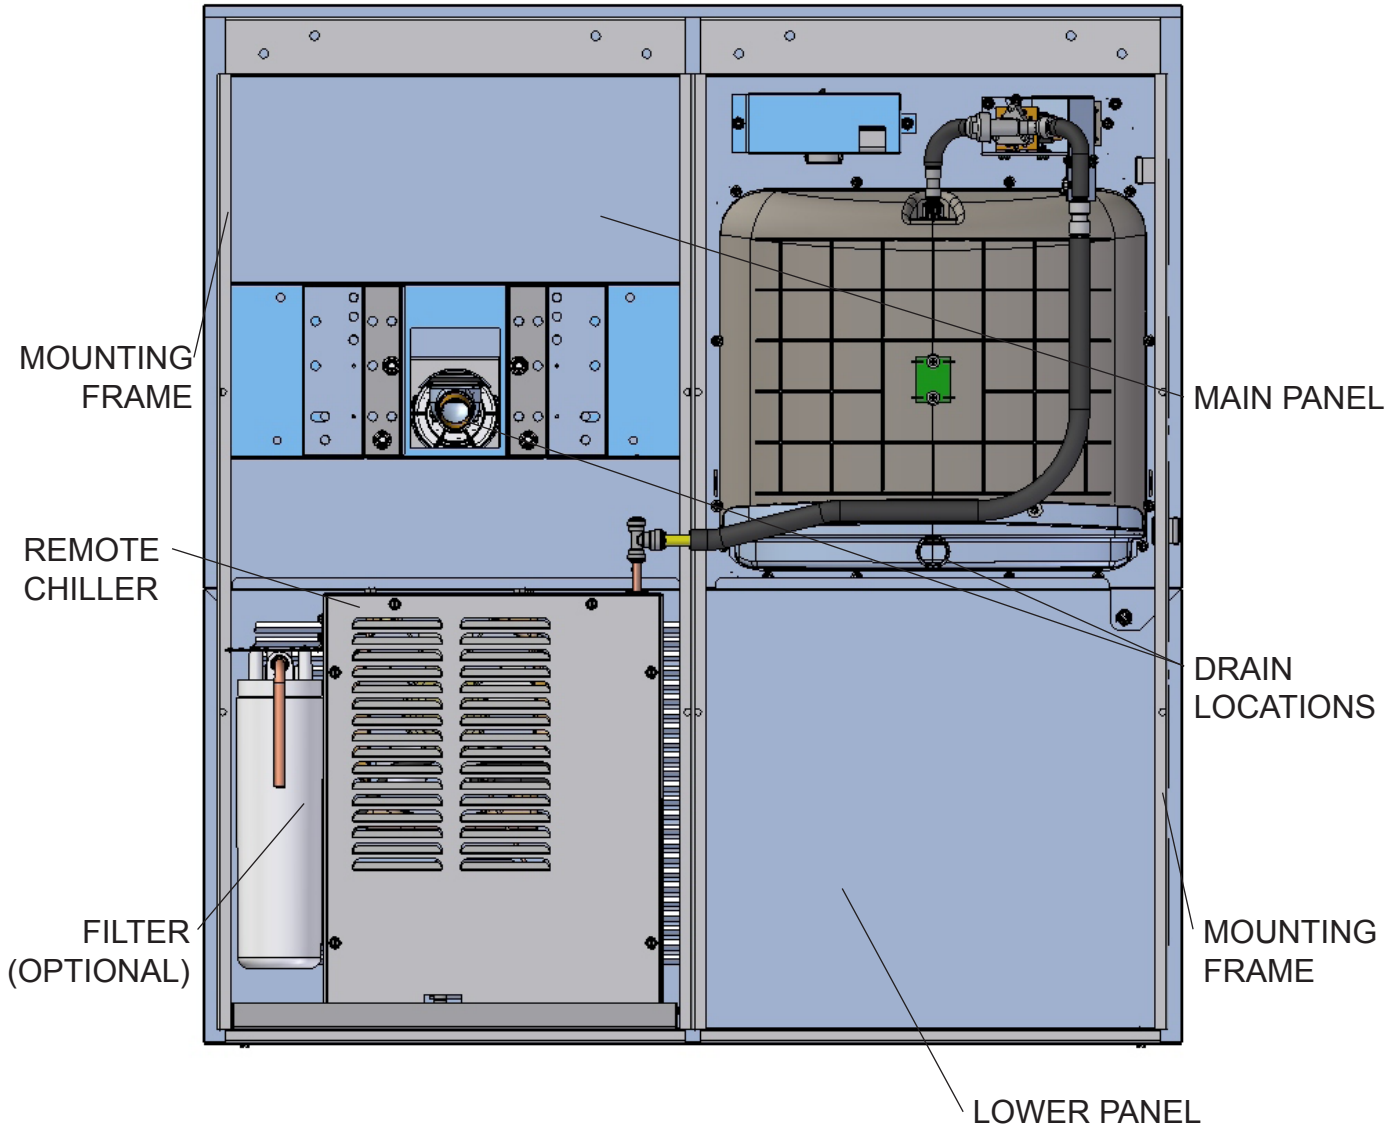 MOUNTING
FRAME
MAIN PANEL
REMOTE
CHILLER
DRAIN
LOCATIONS
FILTER
(OPTIONAL)
MOUNTING
FRAME
LOWER PANEL